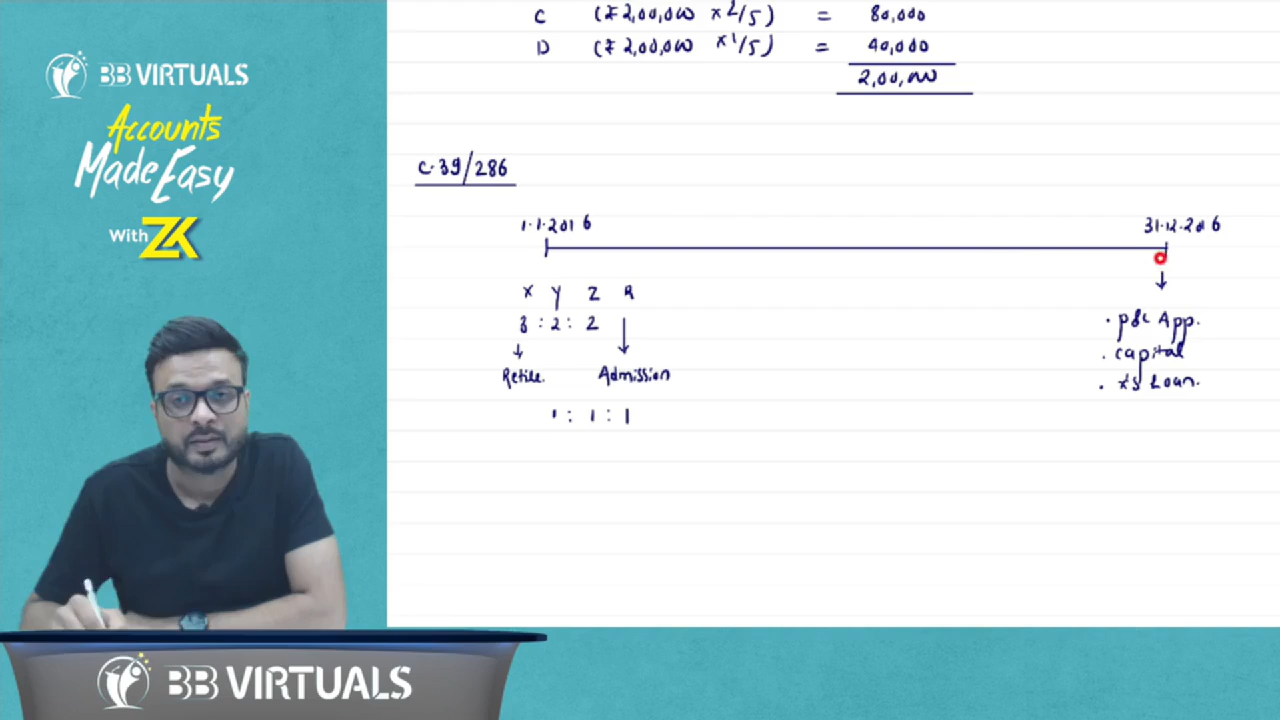 BB VIRTUALS
Accounts
Made Easy
With ZK
C (₹ 2,00,000 x 2/5) = 80,000
D (₹ 2,00,000 x 1/5) = 40,000
2,00,000
C.39/286
1.1.2016 31.12.2016
X Y Z R
3 : 2 : 2
Retire. Admission
1 : 1 : 1
. P&L App.
. Capital
. X's Loan.
BB VIRTUALS